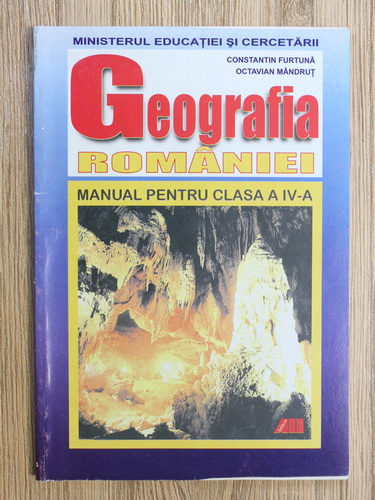 MINISTERUL EDUCAȚIEI ȘI CERCETĂRII
CONSTANTIN FURTUNĂ
OCTAVIAN MÂNDRUȚ
Geografia
ROMÂNIEI
MANUAL PENTRU CLASA A IV-A